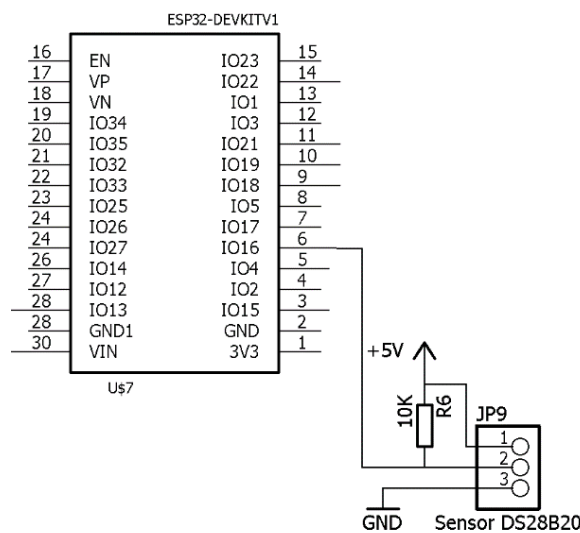 ESP32-DEVKITV1
16 EN IO23 15
17 VP IO22 14
18 VN IO1 13
19 IO34 IO3 12
20 IO35 IO21 11
21 IO32 IO19 10
22 IO33 IO18 9
23 IO25 IO5 8
24 IO26 IO17 7
24 IO27 IO16 6
26 IO14 IO4 5
27 IO12 IO2 4
28 IO13 IO15 3
28 GND1 GND 2
30 VIN 3V3 1
U$7
+5V
10K
R6
JP9
1
2
3
GND
Sensor DS28B20